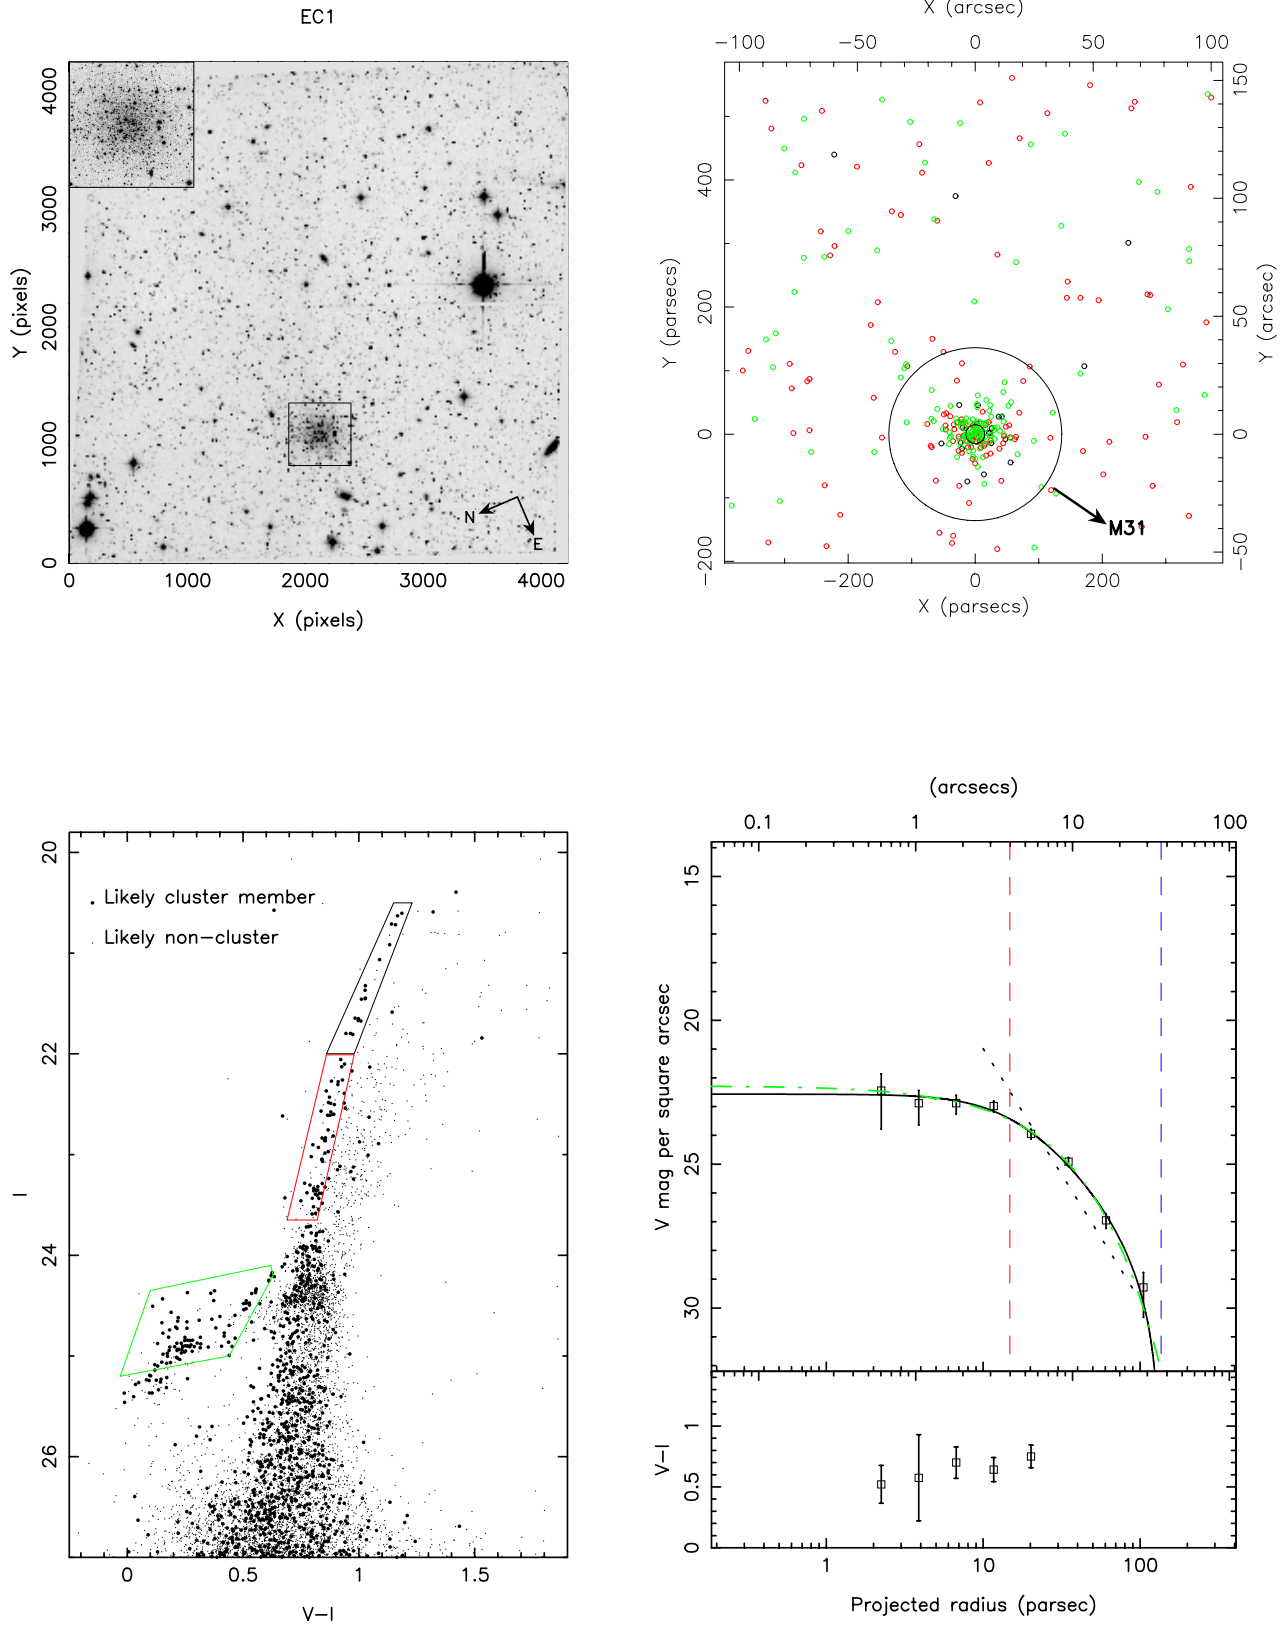 EC1
4000
3000
2000
1000
0
Y (pixels)
N
E
0 1000 2000 3000 4000
X (pixels)
X (arcsec)
-100 -50 0 50 100
400
200
0
-200
Y (parsecs)
150
100
50
0
-50
Y (arcsec)
M31
-200 0 200
X (parsecs)
20
22
24
26
I
Likely cluster member
Likely non-cluster
0 0.5 1 1.5
V-I
(arcsecs)
0.1 1 10 100
15
20
25
30
V mag per square arcsec
1
0.5
0
V-I
1 10 100
Projected radius (parsec)